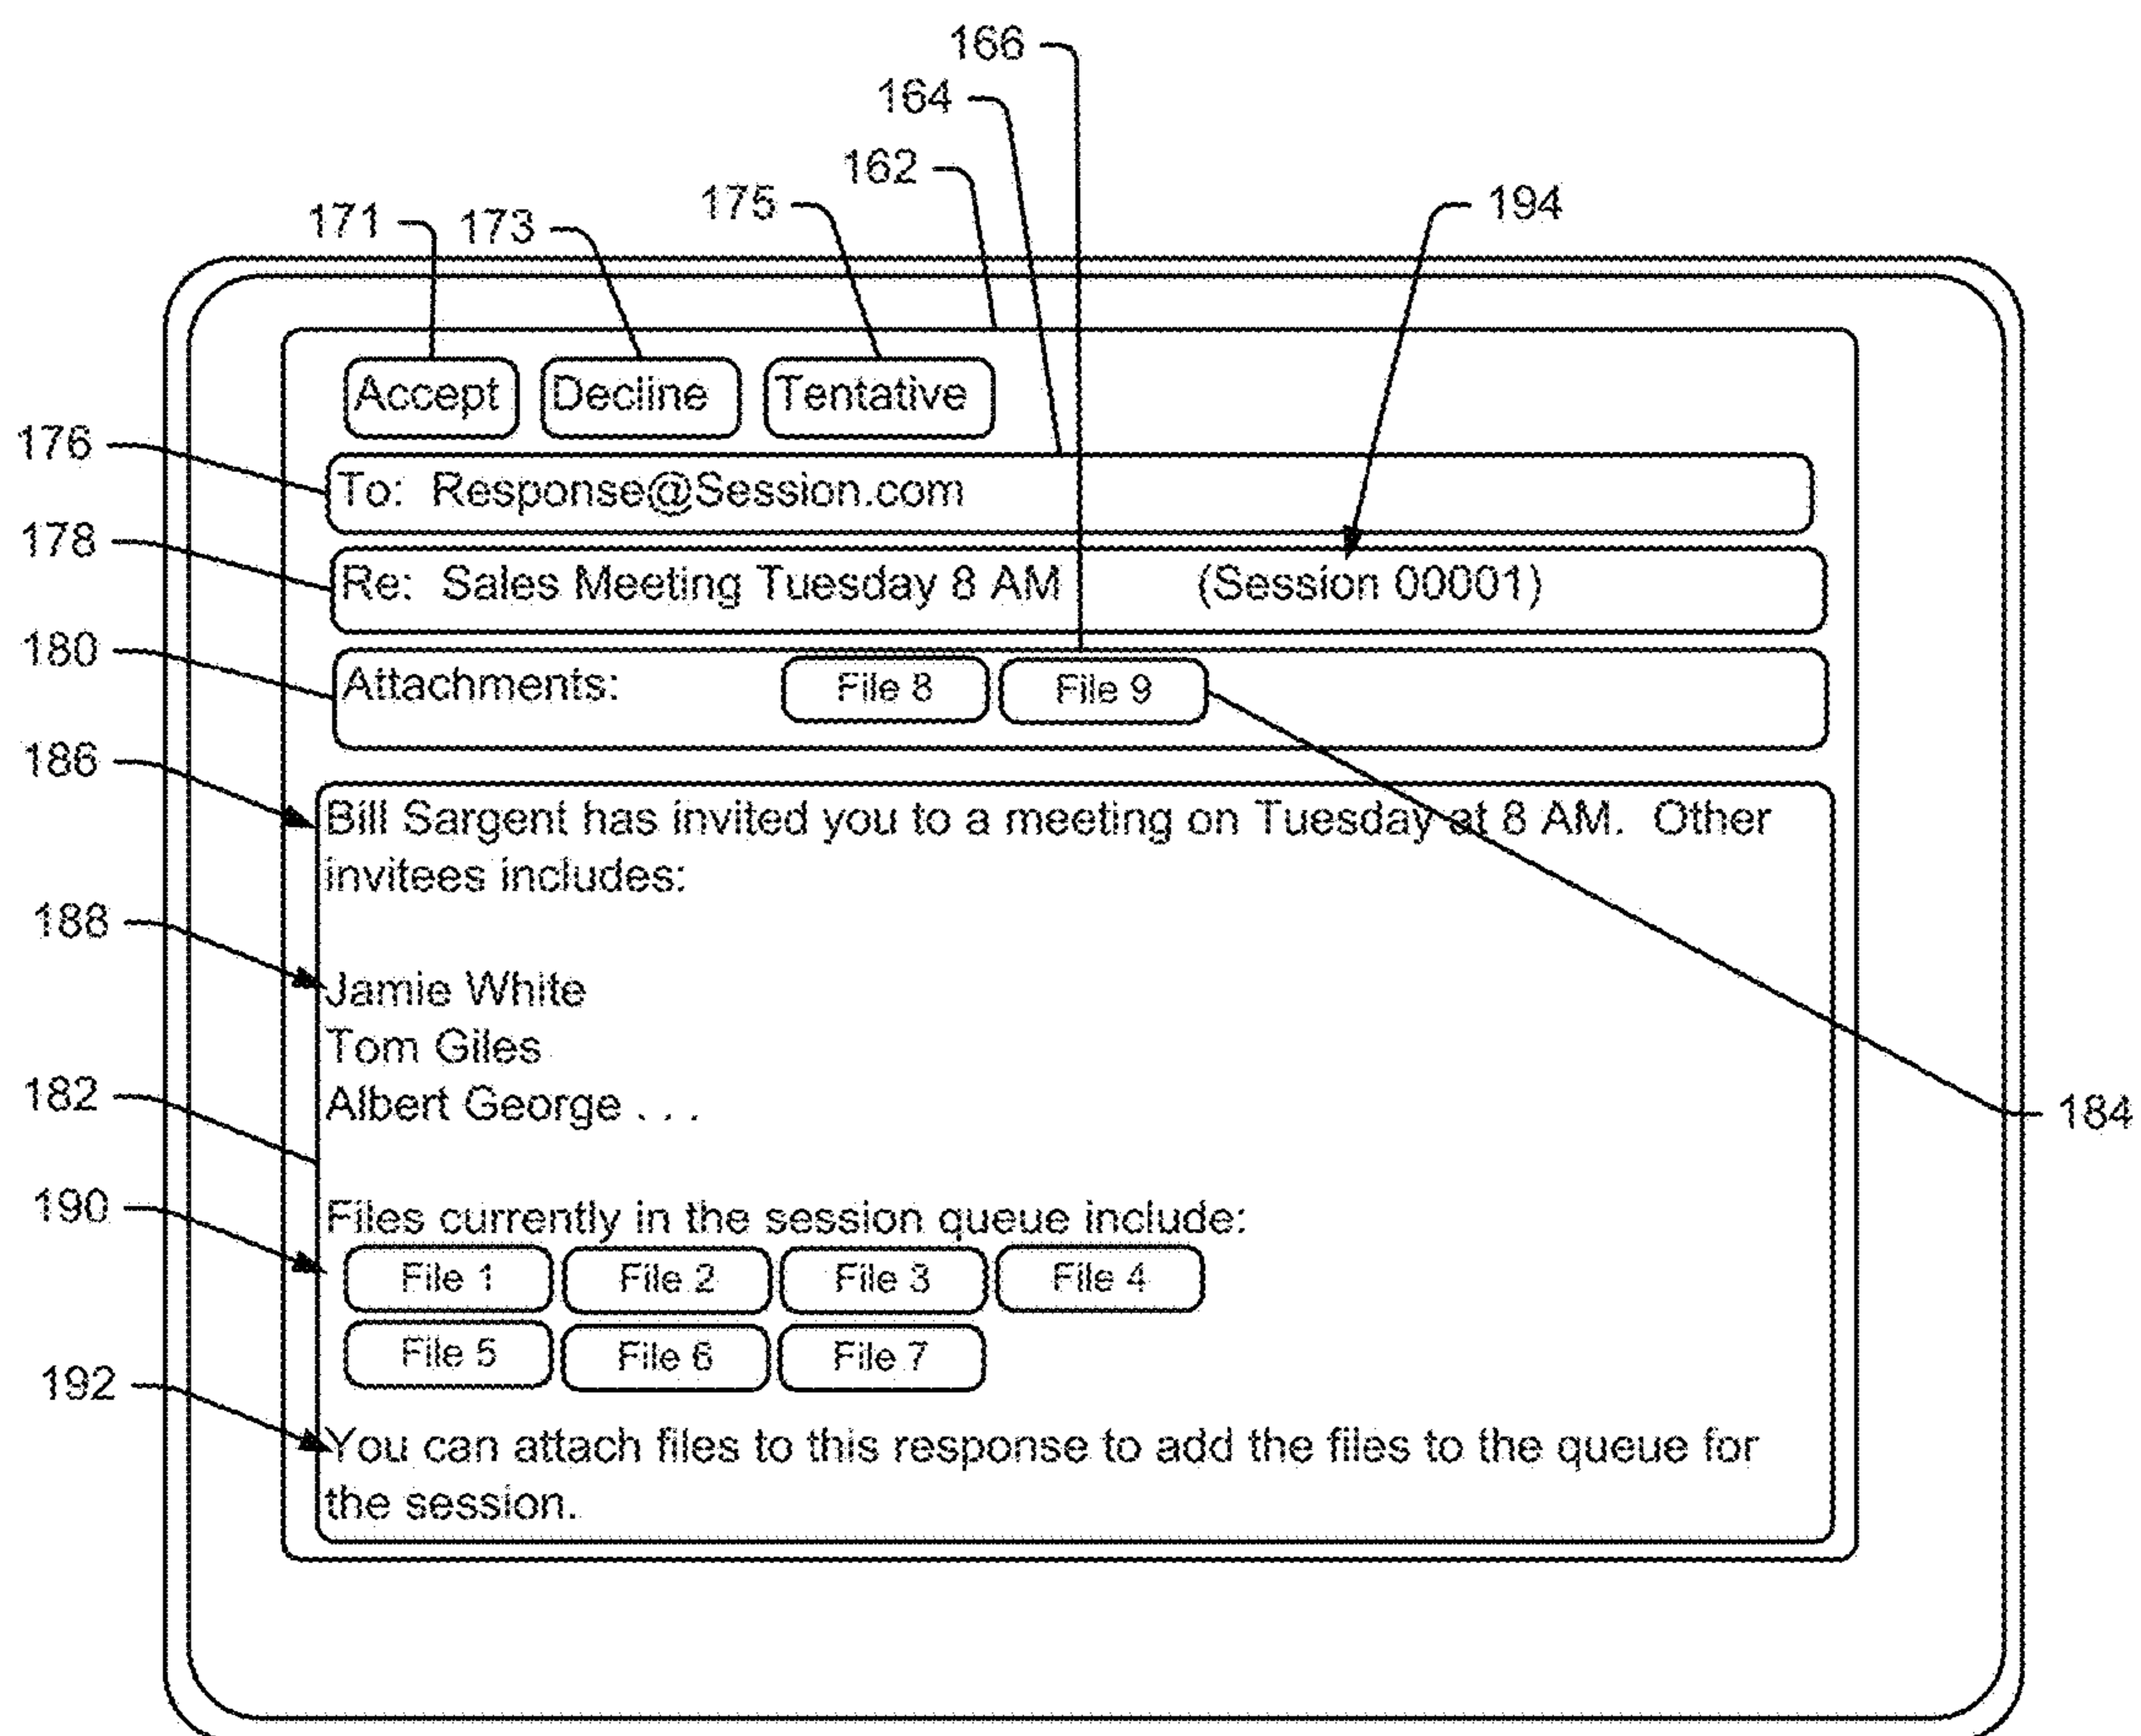 166
164
162
175
194
171
173
Accept Decline Tentative
176
To: Response@Session.com
178
Re: Sales Meeting Tuesday 8 AM (Session 00001)
180
Attachments: File 8 File 9
186
Bill Sargent has invited you to a meeting on Tuesday at 8 AM. Other
invitees includes:
188
Jamie White
Tom Giles
182
Albert George . . .
184
190
Files currently in the session queue include:
File 1 File 2 File 3 File 4
File 5 File 6 File 7
192
You can attach files to this response to add the files to the queue for
the session.